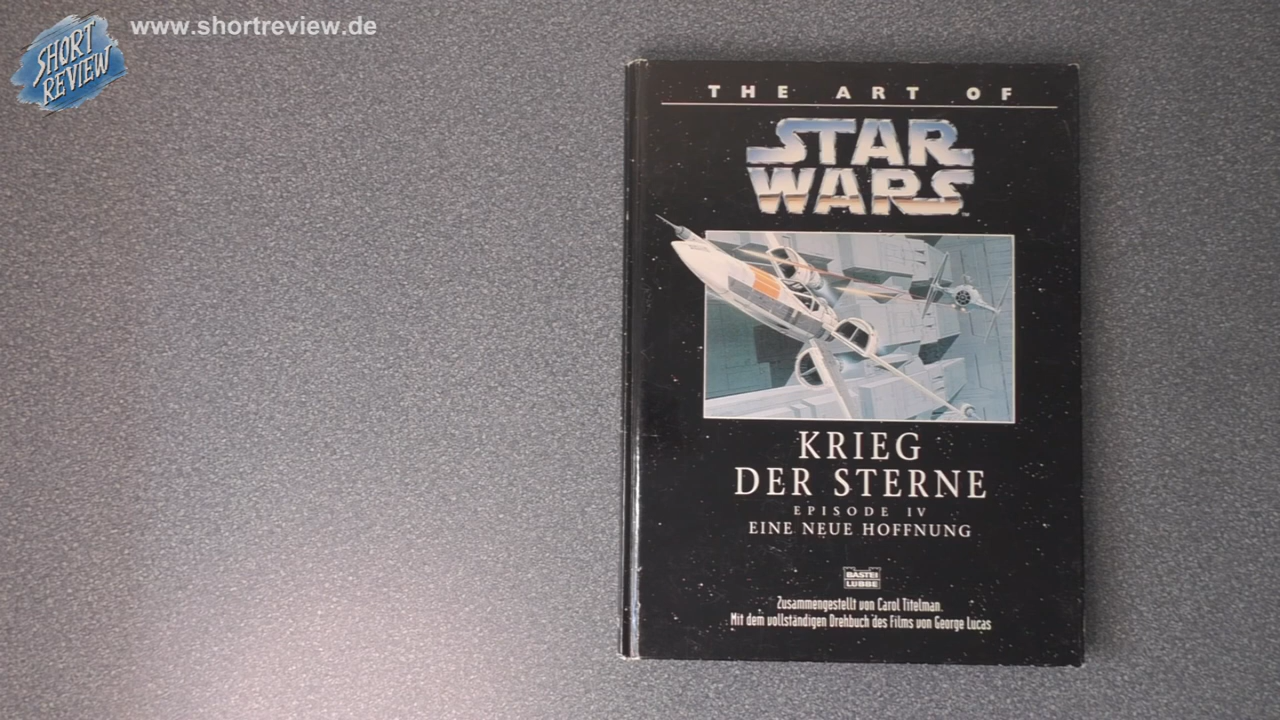 SHORT
REVIEW
www.shortreview.de
THE ART OF
STAR
WARS
TM
KRIEG
DER STERNE
EPISODE IV
EINE NEUE HOFFNUNG
BASTEI
LÜBBE
Zusammengestellt von Carol Titelman.
Mit dem vollständigen Drehbuch des Films von George Lucas